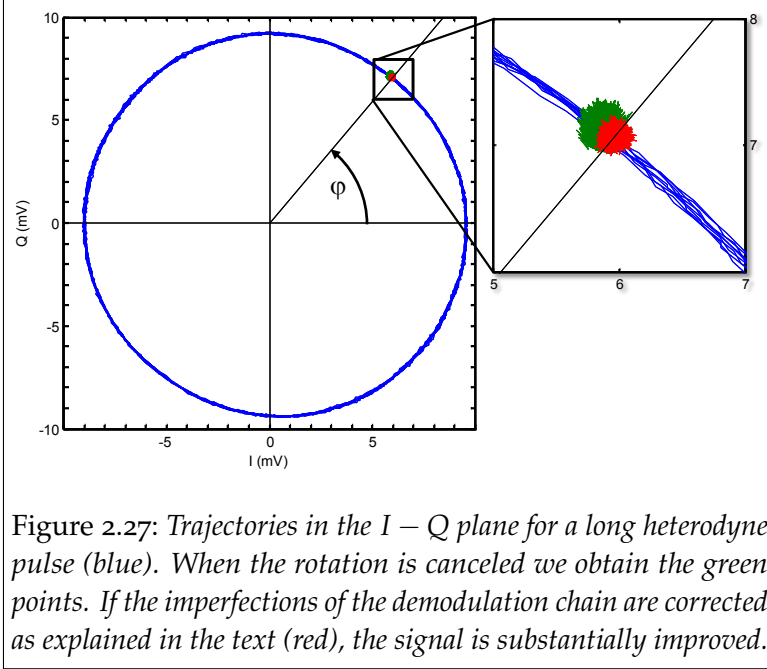 10
5
0
-5
-10
Q (mV)
-5
0
5
I (mV)
φ
8
7
5
6
7
Figure 2.27: Trajectories in the I − Q plane for a long heterodyne
pulse (blue). When the rotation is canceled we obtain the green
points. If the imperfections of the demodulation chain are corrected
as explained in the text (red), the signal is substantially improved.